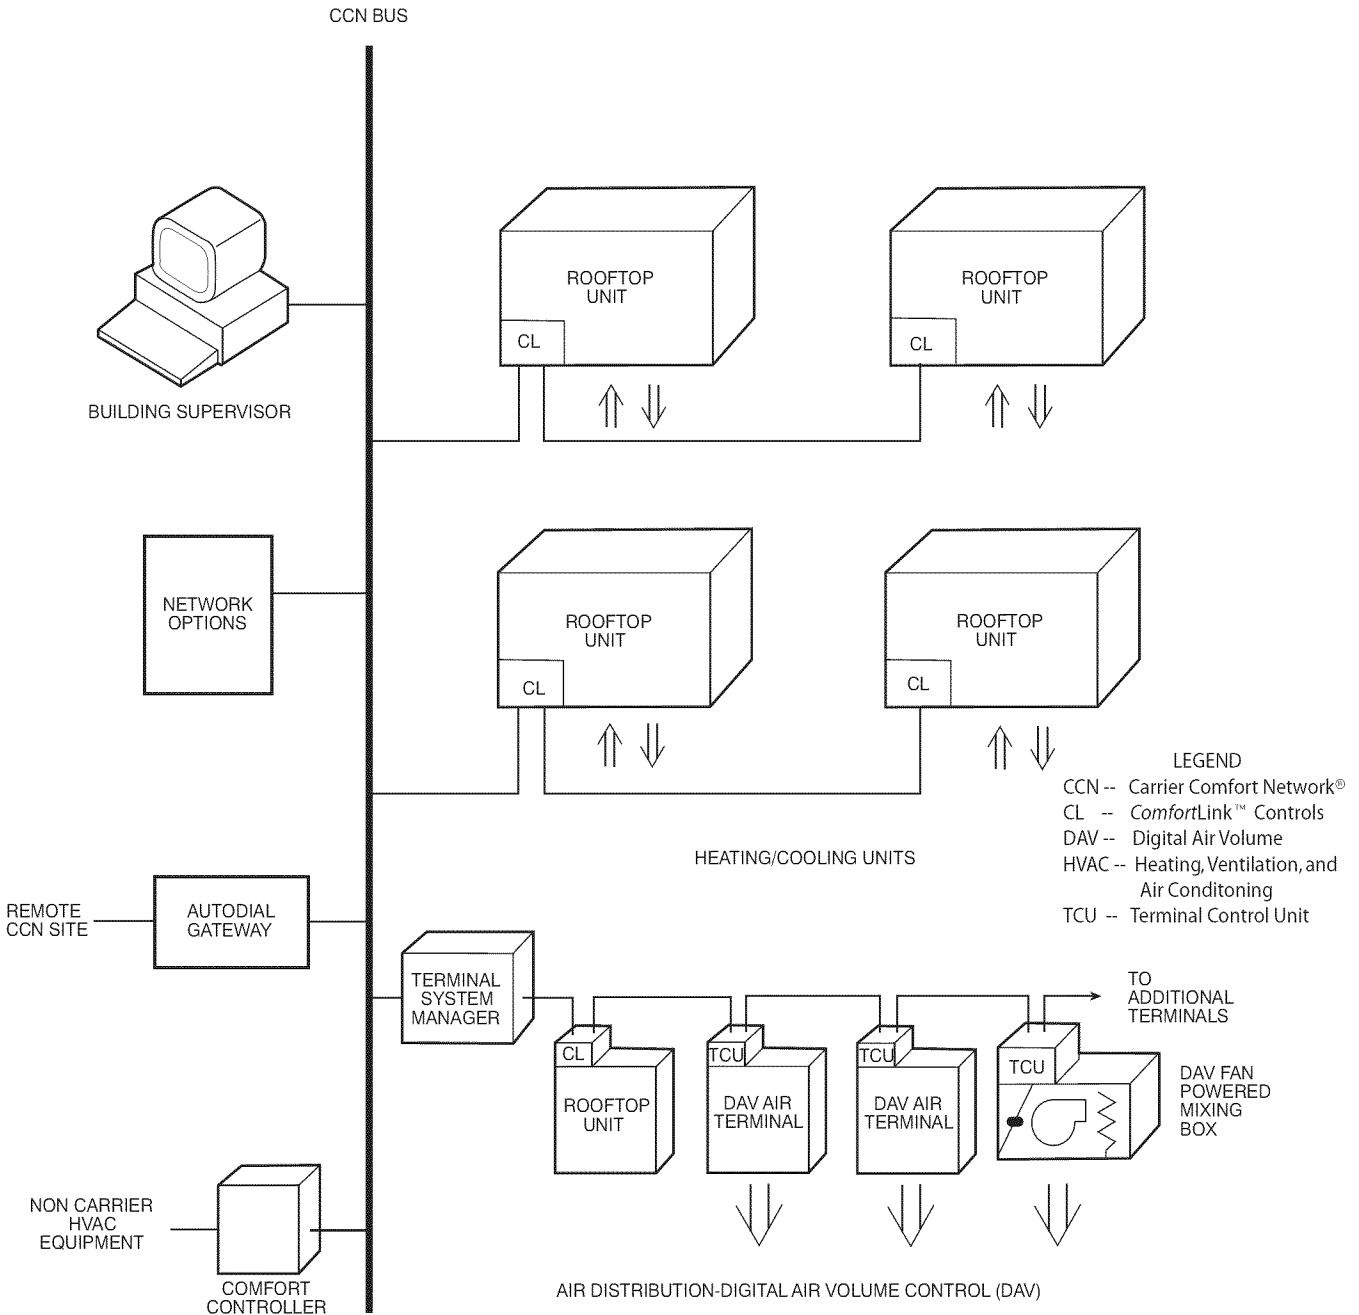 CCN BUS
ROOFTOP
UNIT
CL
ROOFTOP
UNIT
CL
BUILDING SUPERVISOR
NETWORK
OPTIONS
ROOFTOP
UNIT
CL
ROOFTOP
UNIT
CL
LEGEND
CCN -- Carrier Comfort Network®
CL -- ComfortLink™ Controls
DAV -- Digital Air Volume
HVAC -- Heating, Ventilation, and
Air Conditoning
TCU -- Terminal Control Unit
HEATING/COOLING UNITS
REMOTE
CCN SITE
AUTODIAL
GATEWAY
TERMINAL
SYSTEM
MANAGER
TO
ADDITIONAL
TERMINALS
CL
ROOFTOP
UNIT
TCU
DAV AIR
TERMINAL
TCU
DAV AIR
TERMINAL
TCU
DAV FAN
POWERED
MIXING
BOX
NON CARRIER
HVAC
EQUIPMENT
COMFORT
CONTROLLER
AIR DISTRIBUTION-DIGITAL AIR VOLUME CONTROL (DAV)